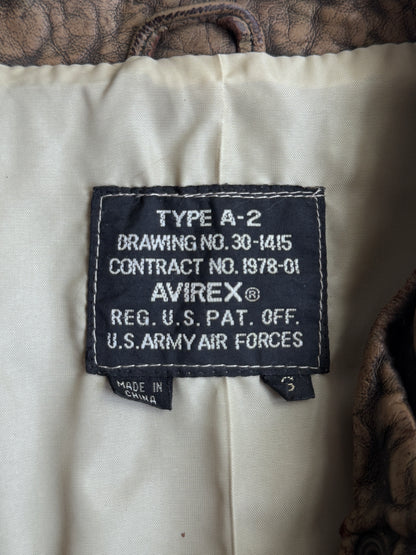 TYPE A-2
DRAWING NO. 30-1415
CONTRACT NO. 1978-01
AVIREX®
REG. U.S. PAT. OFF.
U.S. ARMY AIR FORCES
MADE IN
CHINA